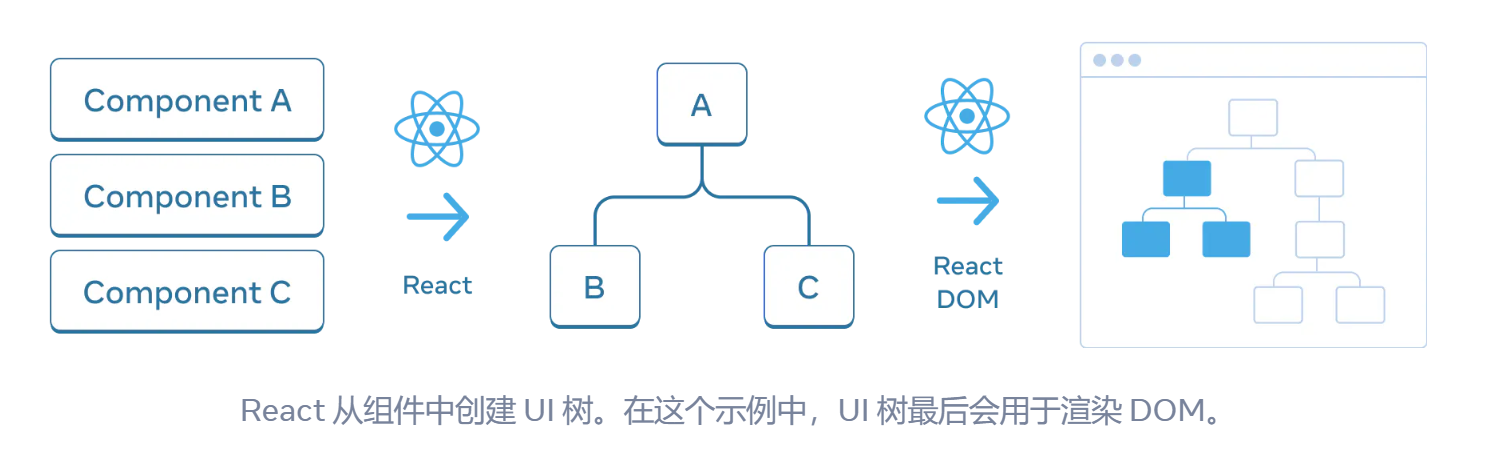 Component A
Component B
Component C
React
A
B
C
React
DOM
React 从组件中创建 UI 树。在这个示例中，UI 树最后会用于渲染 DOM。